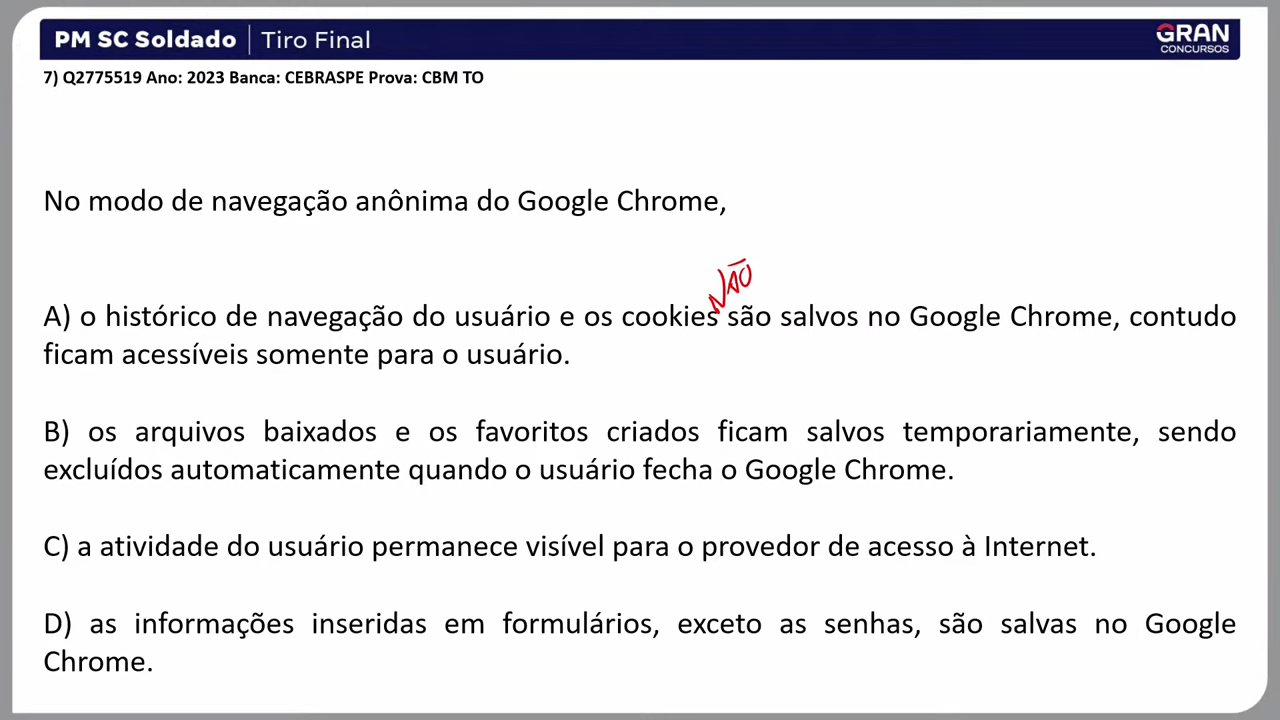 PM SC Soldado | Tiro Final
GRAN
CONCURSOS
7) Q2775519 Ano: 2023 Banca: CEBRASPE Prova: CBM TO
No modo de navegação anônima do Google Chrome,
NÃO
A) o histórico de navegação do usuário e os cookies são salvos no Google Chrome, contudo
ficam acessíveis somente para o usuário.
B) os arquivos baixados e os favoritos criados ficam salvos temporariamente, sendo
excluídos automaticamente quando o usuário fecha o Google Chrome.
C) a atividade do usuário permanece visível para o provedor de acesso à Internet.
D) as informações inseridas em formulários, exceto as senhas, são salvas no Google
Chrome.